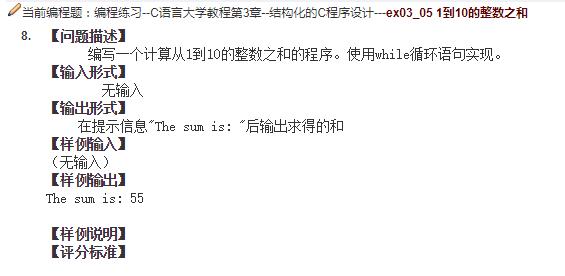 当前编程题：编程练习--C语言大学教程第3章--结构化的C程序设计---ex03_05 1到10的整数之和
8. 【问题描述】
编写一个计算从1到10的整数之和的程序。使用while循环语句实现。
【输入形式】
无输入
【输出形式】
在提示信息"The sum is: "后输出求得的和
【样例输入】
（无输入）
【样例输出】
The sum is: 55
【样例说明】
【评分标准】